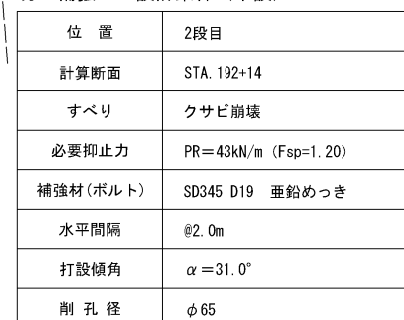 位 置 2段目
計算断面 STA.192+14
すべり クサビ崩壊
必要抑止力 PR=43kN/m (Fsp=1.20)
補強材(ボルト) SD345 D19 亜鉛めっき
水平間隔 @2.0m
打設傾角 α=31.0°
削 孔 径 φ65